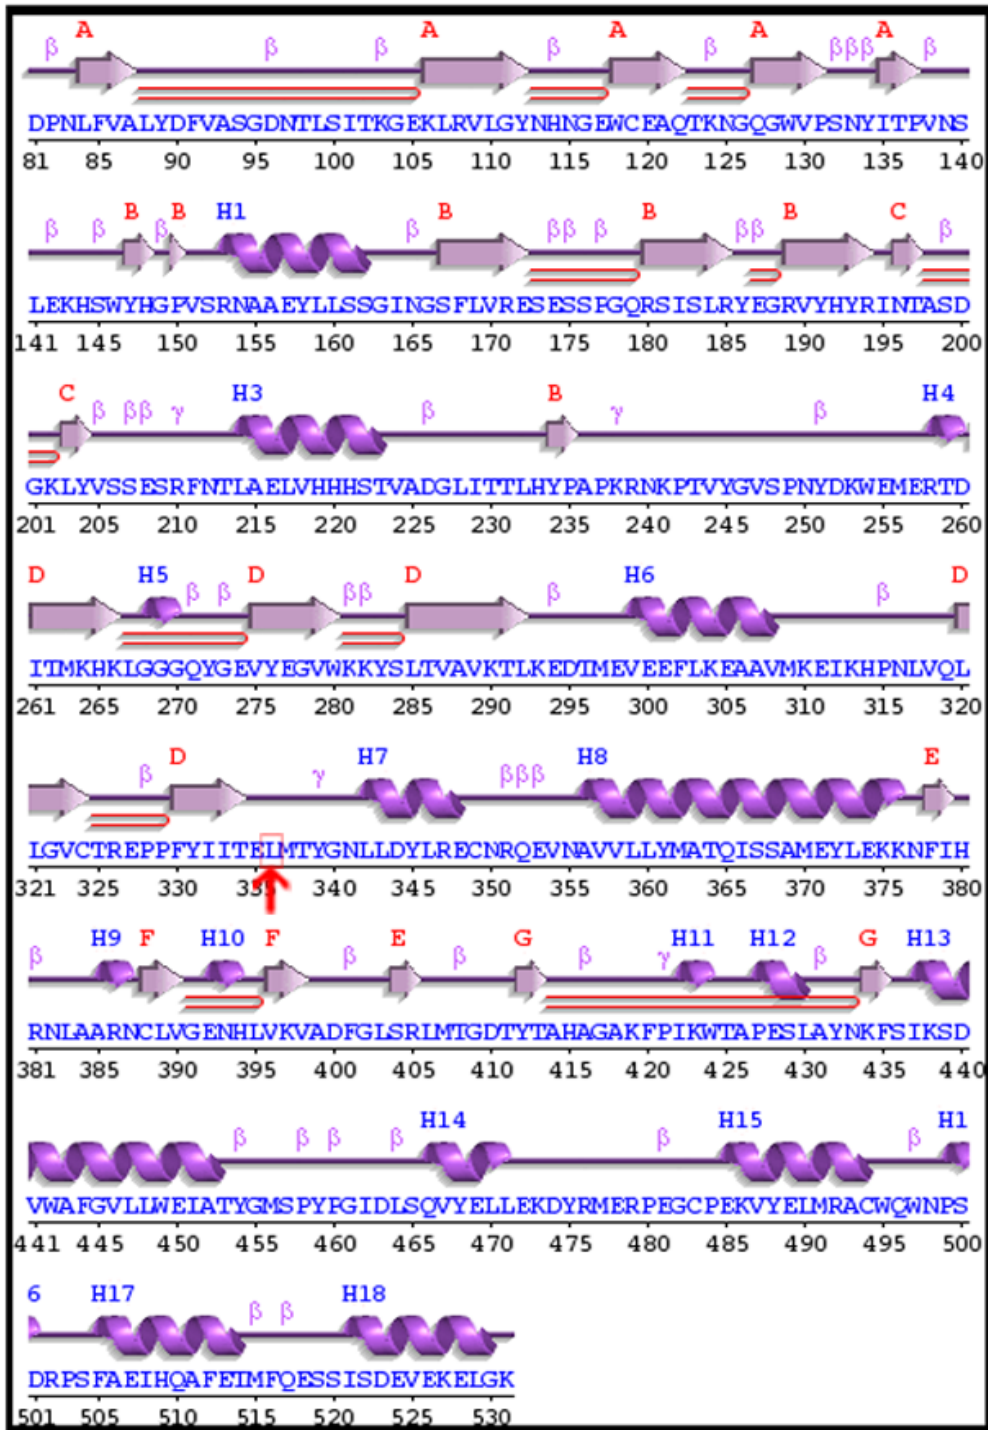 A A A A A
β β β β β βββ β
DPNLFVALYDFVASGDNTLSITKGEKLRVLGYNHNGEWCEAQTKNGQGWVPSNYITPVNS
81 85 90 95 100 105 110 115 120 125 130 135 140
B B H1 B B B C
β β β β ββ β ββ β
LEKHSWYHGPVSRNAAEYLLSSGINGSFLVRESESSPGQRSISLRYEGRVYHYRINTASD
141 145 150 155 160 165 170 175 180 185 190 195 200
C H3 B H4
β ββ γ β γ β
GKLYVSSESRFNTLAELVHHHSTVADGLITTLHYPAPKRNKPTVYGVSPNYDKWEMERTD
201 205 210 215 220 225 230 235 240 245 250 255 260
D H5 D D H6 D
β β ββ β β
ITMKHKLGGGQYGEVYEGVWKKYSLTVAVKTLKEDTMEVEEFLKEAAVMKEIKHPNLVQL
261 265 270 275 280 285 290 295 300 305 310 315 320
D H7 H8 E
β γ βββ
LGVCTREPPFYIITELMTYGNLLDYLRECNRQEVNAVVLLYMATQISSAMEYLEKKNFIH
321 325 330 335 340 345 350 355 360 365 370 375 380
H9 F H10 F E G H11 H12 G H13
β β β β γ β
RNLAARNCLVGENHLVKVADFGLSRLMTGDTYTAHAGAKFPIKWTAPESLAYNKFSIKSD
381 385 390 395 400 405 410 415 420 425 430 435 440
H14 H15 H1
β β β β β β
VWAFGVLLWEIATYGMSPYPGIDLSQVYELLEKDYRMERPEGCPEKVYELMRACWQWNPS
441 445 450 455 460 465 470 475 480 485 490 495 500
6 H17 H18
β β
DRPSFAEIHQAFETMFQESSISDEVEKELGK
501 505 510 515 520 525 530